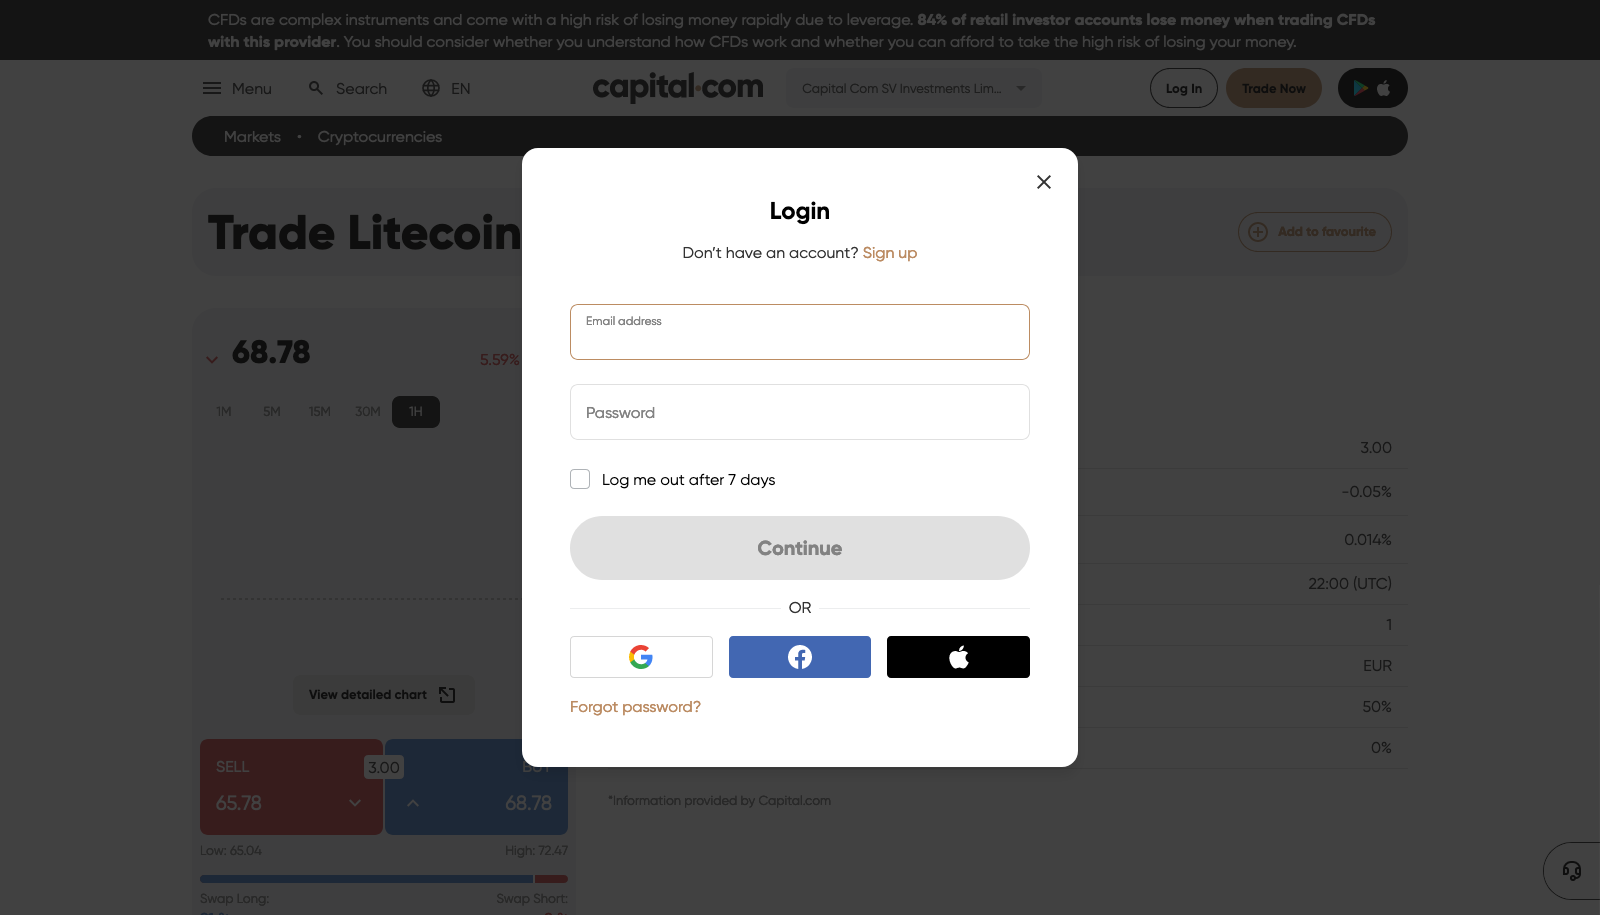 CFDs are complex instruments and come with a high risk of losing money rapidly due to leverage. 84% of retail investor accounts lose money when trading CFDs
with this provider. You should consider whether you understand how CFDs work and whether you can afford to take the high risk of losing your money.
Menu Search EN capital.com Capital Com SV Investments Lim... Log In Trade Now
Markets • Cryptocurrencies
Trade Litecoin
Add to favourite
Login
Don't have an account? Sign up
Email address
Password
Log me out after 7 days
Continue
OR
Forgot password?
68.78 5.59%
1M 5M 15M 30M 1H
View detailed chart
SELL 3.00
65.78 68.78
Low: 65.04 High: 72.47
Swap Long: Swap Short:
3.00
-0.05%
0.014%
22:00 (UTC)
1
EUR
50%
0%
*Information provided by Capital.com